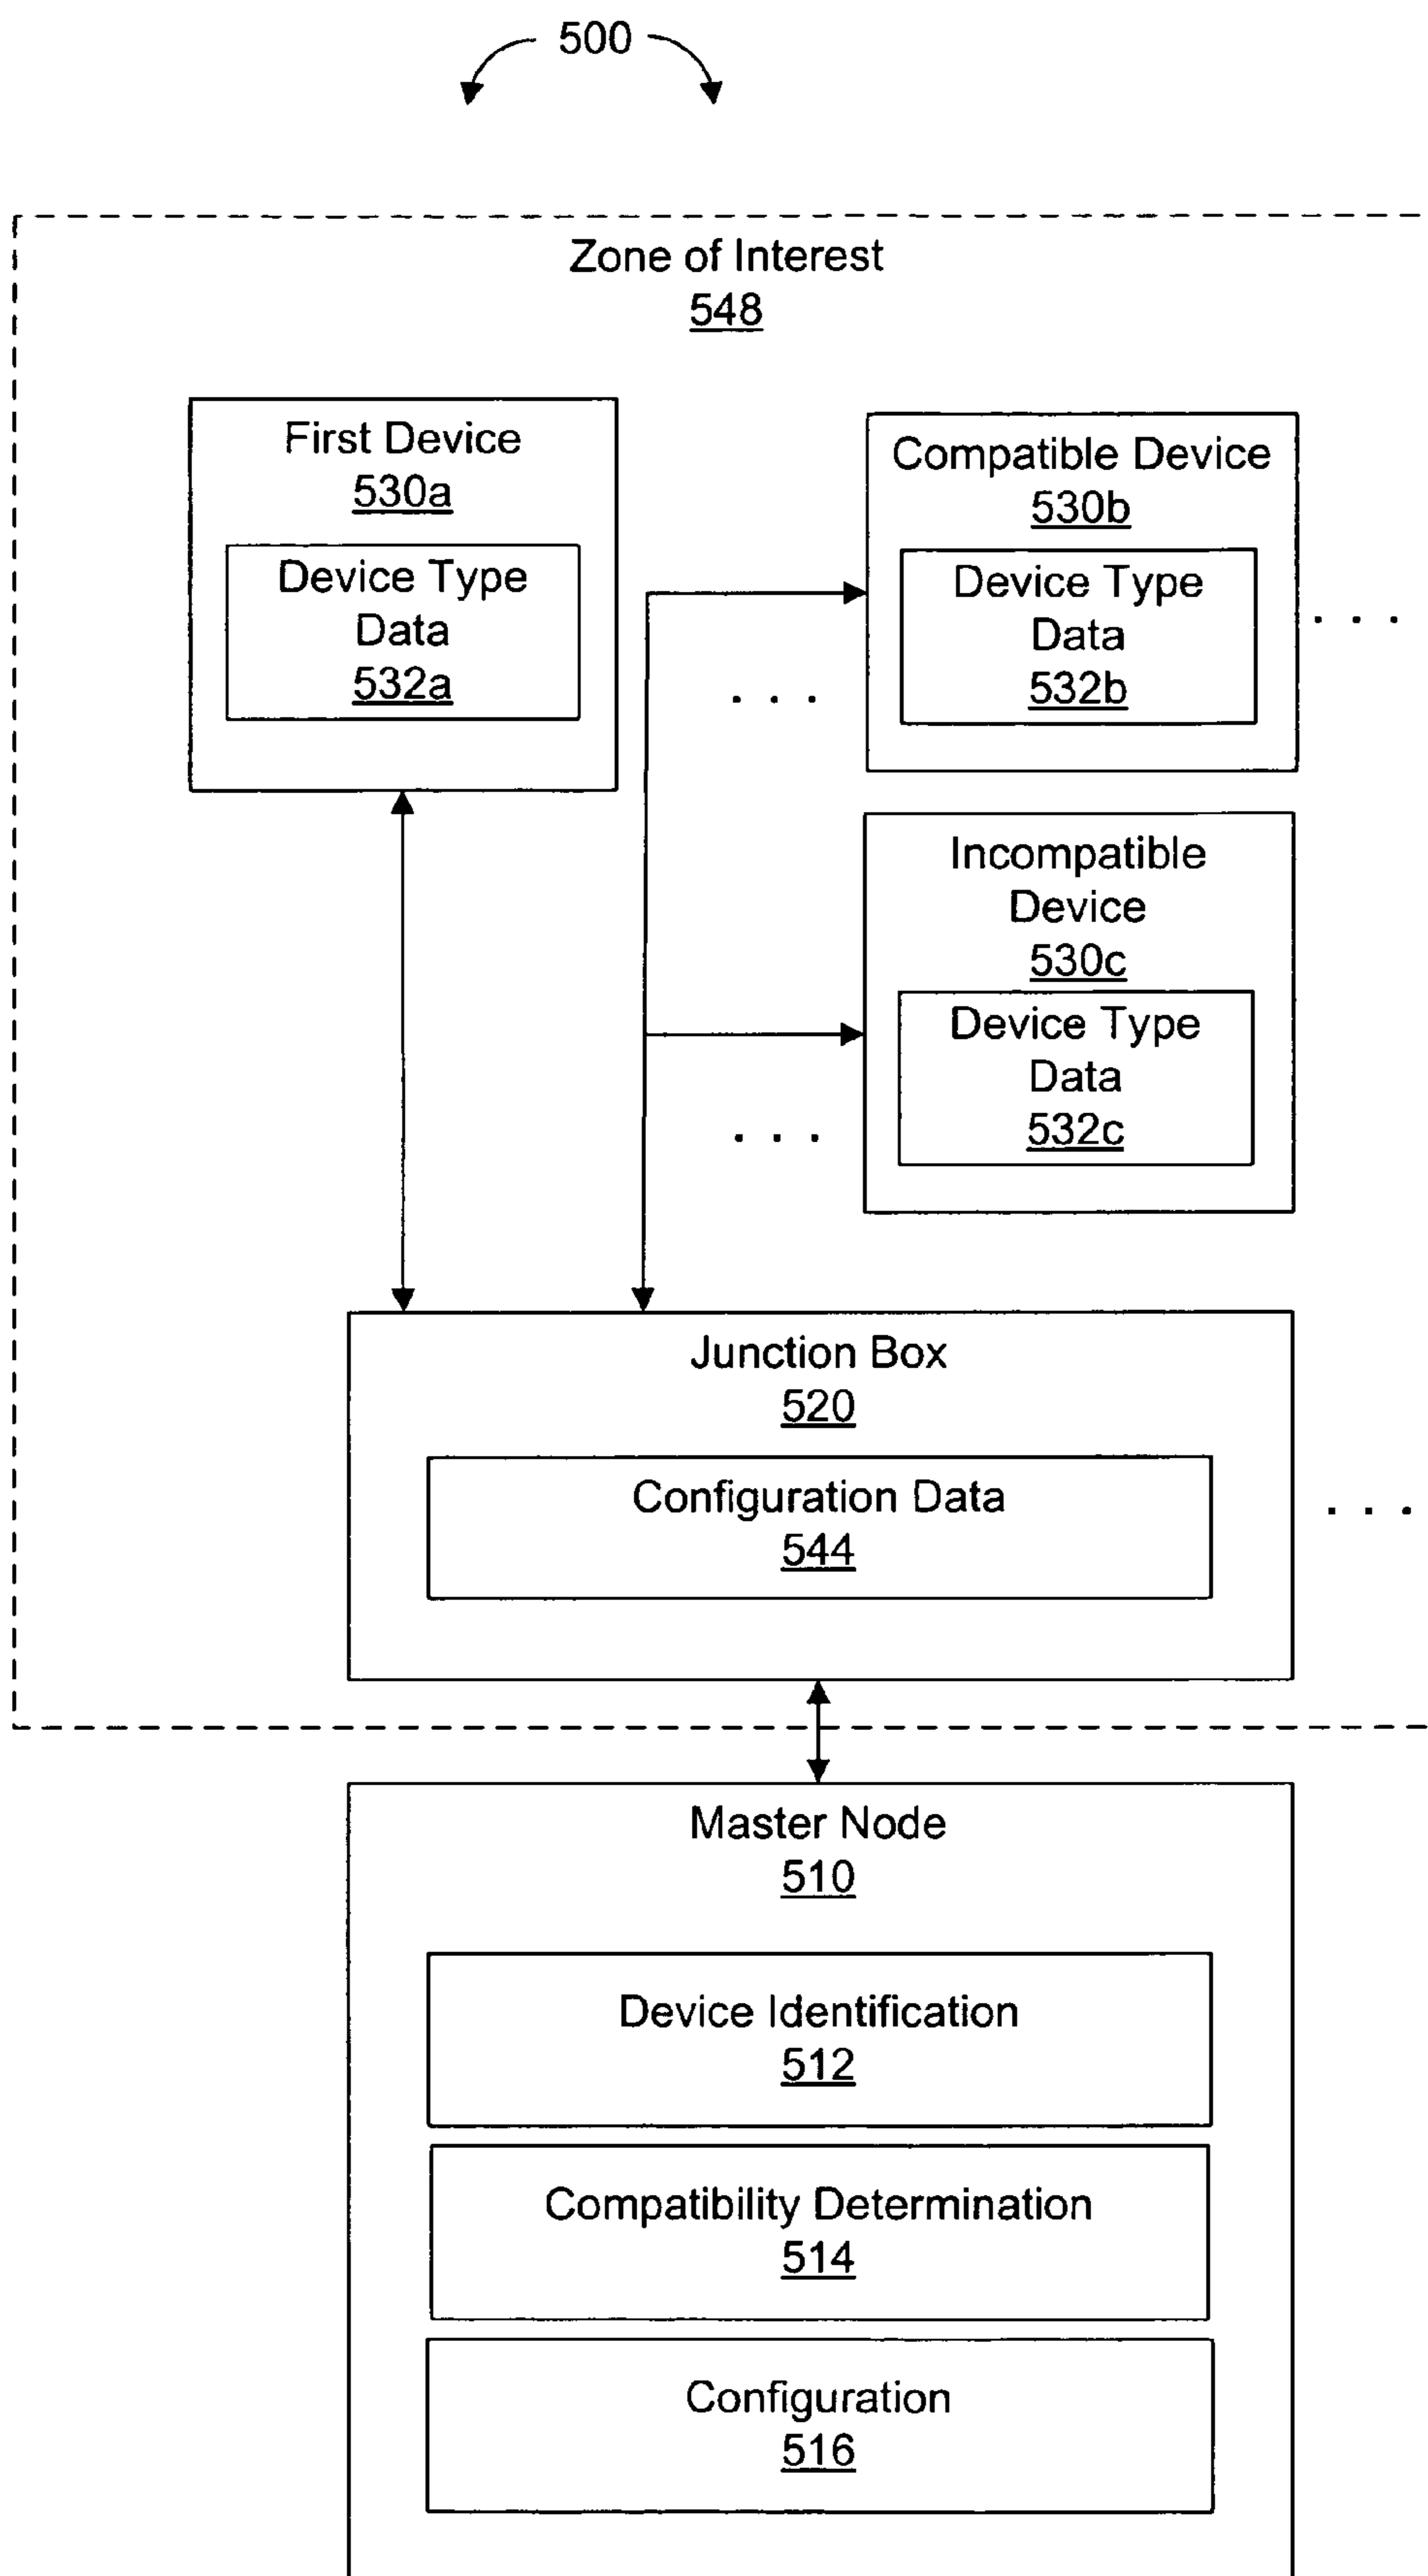 500
Zone of Interest
548
First Device
530a
Device Type
Data
532a
Compatible Device
530b
Device Type
Data
532b
. . .
. . .
Incompatible
Device
530c
Device Type
Data
532c
. . .
Junction Box
520
Configuration Data
544
. . .
Master Node
510
Device Identification
512
Compatibility Determination
514
Configuration
516